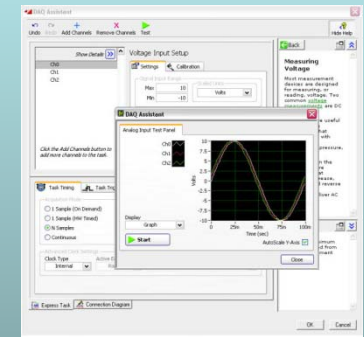 DAQ Assistant
Undo Redo Add Channels Remove Channels Test
Hide Help
Show Details
Ch0
Ch1
Ch2
Click the Add Channels button to
add more channels to the task.
Voltage Input Setup
Settings Calibration
Max 10
Min -10
Volts
Back
Measuring
Voltage
Most measurement
devices are designed
for measuring, or
reading, voltage. Two
common voltage
measurements are DC
DAQ Assistant
Analog Input Test Panel
Ch0
Ch1
Ch2
Display
Graph
Start
Volts
10
7.5
5
2.5
0
-2.5
-5
-7.5
-10
0 25m 50m 75m 100m
Time (sec)
AutoScale Y-Axis
Close
Task Timing
1 Sample (On Demand)
1 Sample (HW Timed)
N Samples
Continuous
Clock Type
Internal
Express Task Connection Diagram
OK Cancel